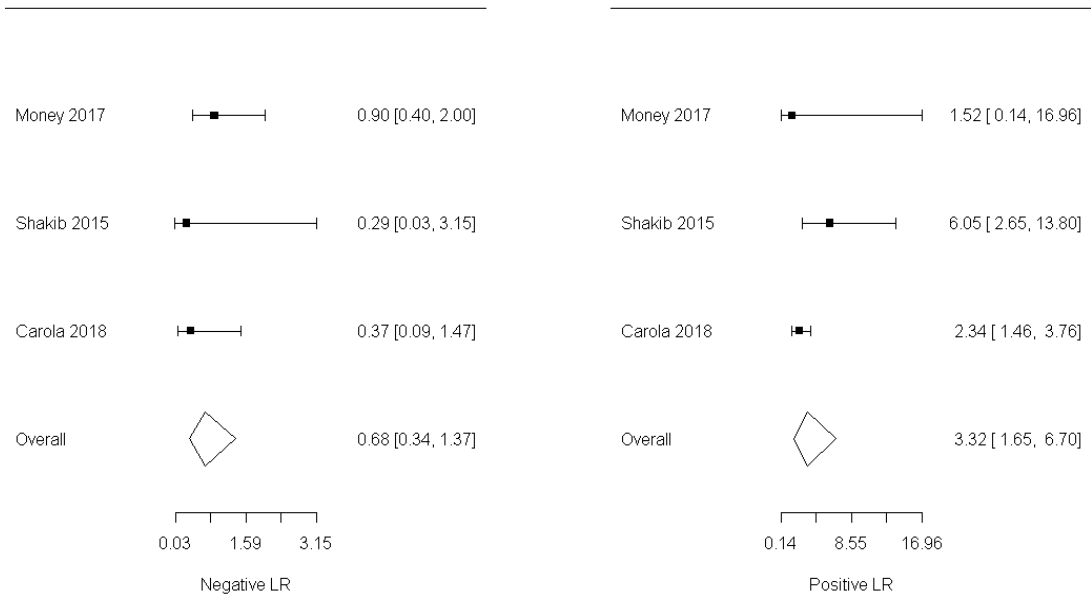 Money 2017 0.90 [0.40, 2.00]
Shakib 2015 0.29 [0.03, 3.15]
Carola 2018 0.37 [0.09, 1.47]
Overall 0.68 [0.34, 1.37]
0.03 1.59 3.15
Negative LR
Money 2017 1.52 [ 0.14, 16.96]
Shakib 2015 6.05 [ 2.65, 13.80]
Carola 2018 2.34 [ 1.46, 3.76]
Overall 3.32 [ 1.65, 6.70]
0.14 8.55 16.96
Positive LR